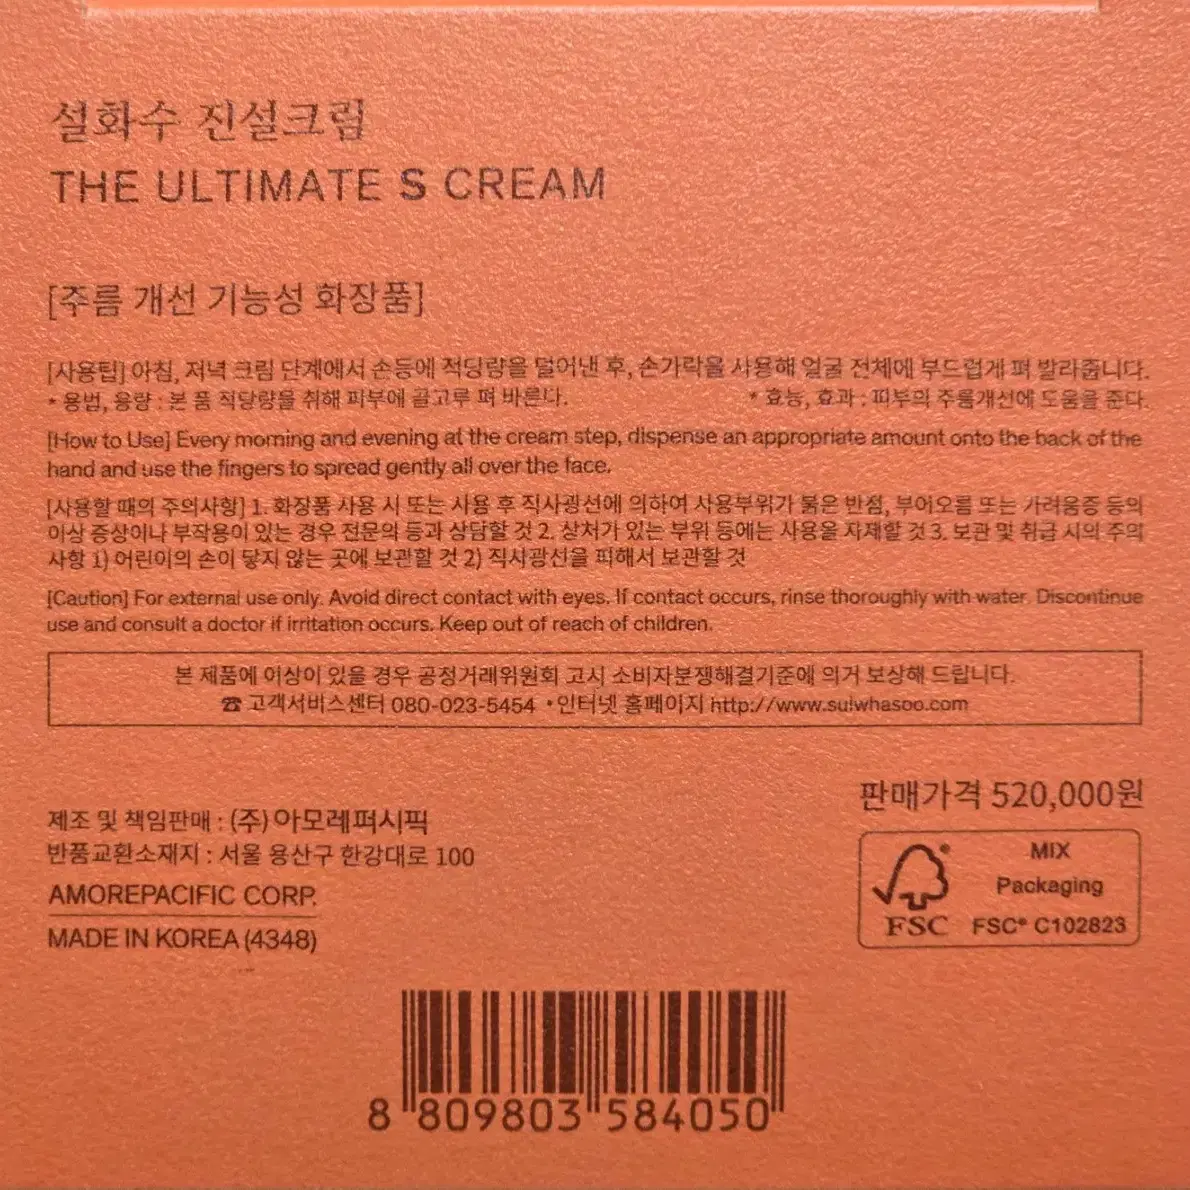 설화수 진설크림
THE ULTIMATE S CREAM
[주름 개선 기능성 화장품]
[사용팁] 아침, 저녁 크림 단계에서 손등에 적당량을 덜어낸 후, 손가락을 사용해 얼굴 전체에 부드럽게 펴 발라줍니다.
* 용법, 용량 : 본 품 적당량을 취해 피부에 골고루 펴 바른다. * 효능, 효과 : 피부의 주름개선에 도움을 준다.
[How to Use] Every morning and evening at the cream step, dispense an appropriate amount onto the back of the
hand and use the fingers to spread gently all over the face.
[사용할 때의 주의사항] 1. 화장품 사용 시 또는 사용 후 직사광선에 의하여 사용부위가 붉은 반점, 부어오름 또는 가려움증 등의
이상 증상이나 부작용이 있는 경우 전문의 등과 상담할 것 2. 상처가 있는 부위 등에는 사용을 자제할 것 3. 보관 및 취급 시의 주의
사항 1) 어린이의 손이 닿지 않는 곳에 보관할 것 2) 직사광선을 피해서 보관할 것
[Caution] For external use only. Avoid direct contact with eyes. If contact occurs, rinse thoroughly with water. Discontinue
use and consult a doctor if irritation occurs. Keep out of reach of children.
본 제품에 이상이 있을 경우 공정거래위원회 고시 소비자분쟁해결기준에 의거 보상해 드립니다.
☎ 고객서비스센터 080-023-5454 •인터넷 홈페이지 http://www.sulwhasoo.com
판매가격 520,000원
제조 및 책임판매 : (주) 아모레퍼시픽
반품교환소재지 : 서울 용산구 한강대로 100
AMOREPACIFIC CORP.
MADE IN KOREA (4348)
MIX
Packaging
FSC
FSC® C102823
8 809803 584050